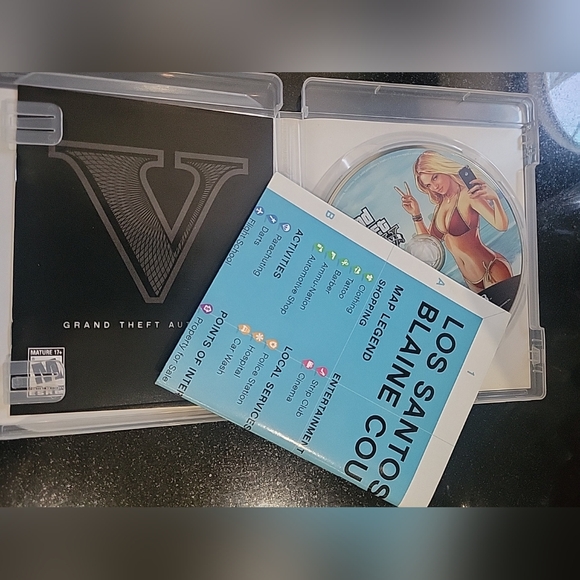 V
GRAND THEFT AU
MATURE 17+
M
LOS SANTOS
BLAINE COU
MAP LEGEND
SHOPPING
Clothing
Tattoo
Barber
Ammu-Nation
Automotive Shop
ACTIVITIES
Parachuting
Darts
Flight School
ENTERTAINMENT
Strip Club
Cinema
LOCAL SERVICES
Police Station
Hospital
Car Wash
POINTS OF INTER
Property for Sale
A
B
1